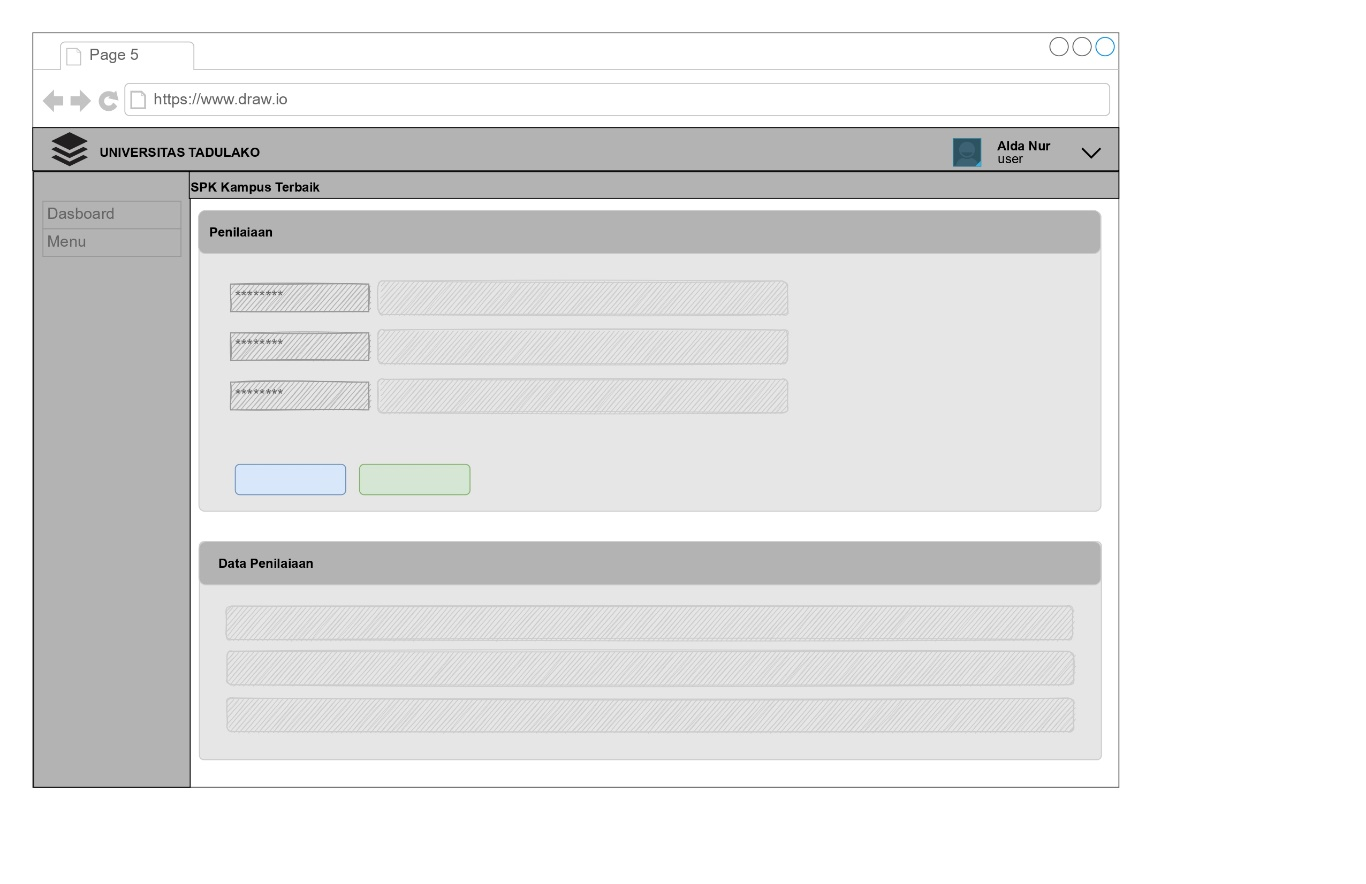 Page 5
https://www.draw.io
UNIVERSITAS TADULAKO
Alda Nur
user
SPK Kampus Terbaik
Dasboard
Menu
Penilaiaan
********
********
********
Data Penilaiaan